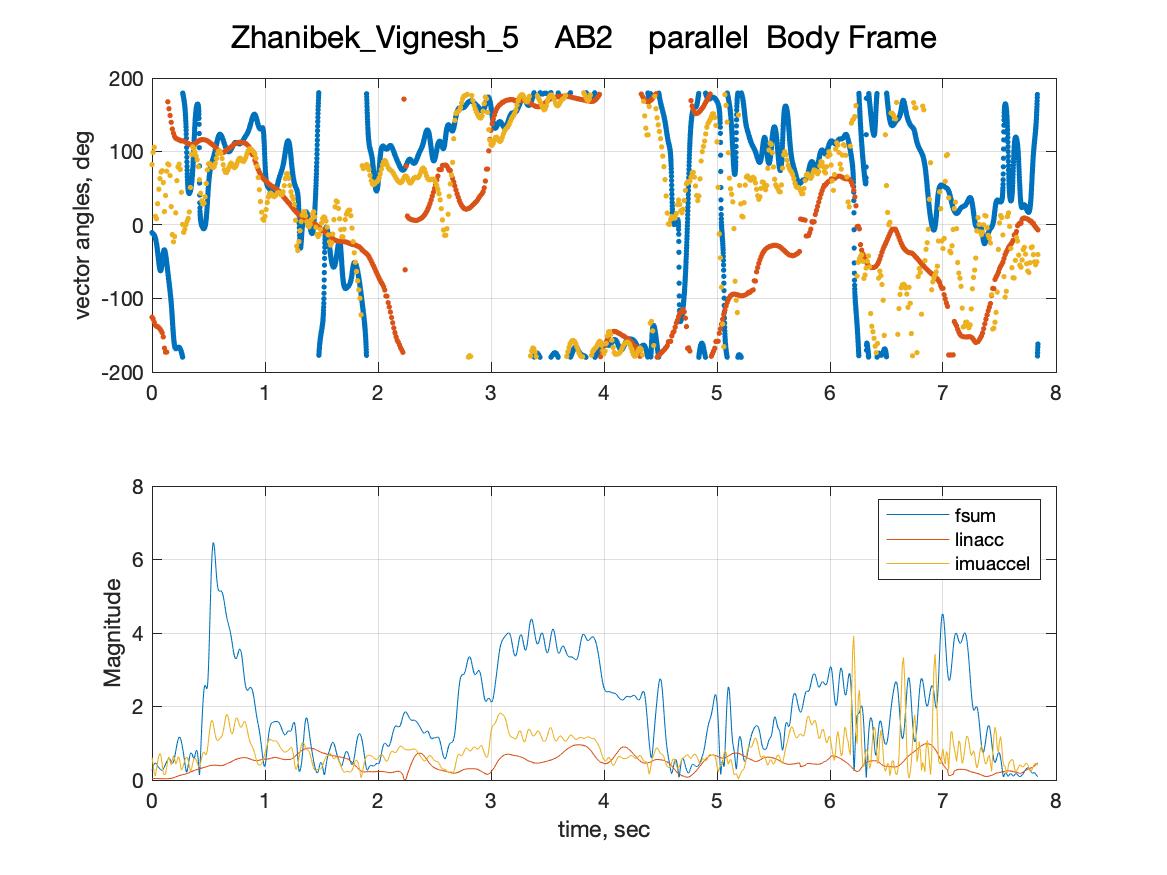 Zhanibek_Vignesh_5 AB2 parallel Body Frame
vector angles, deg
200
100
0
-100
-200
0 1 2 3 4 5 6 7 8
Magnitude
8
6
4
2
0
fsum
linacc
imuaccel
0 1 2 3 4 5 6 7 8
time, sec